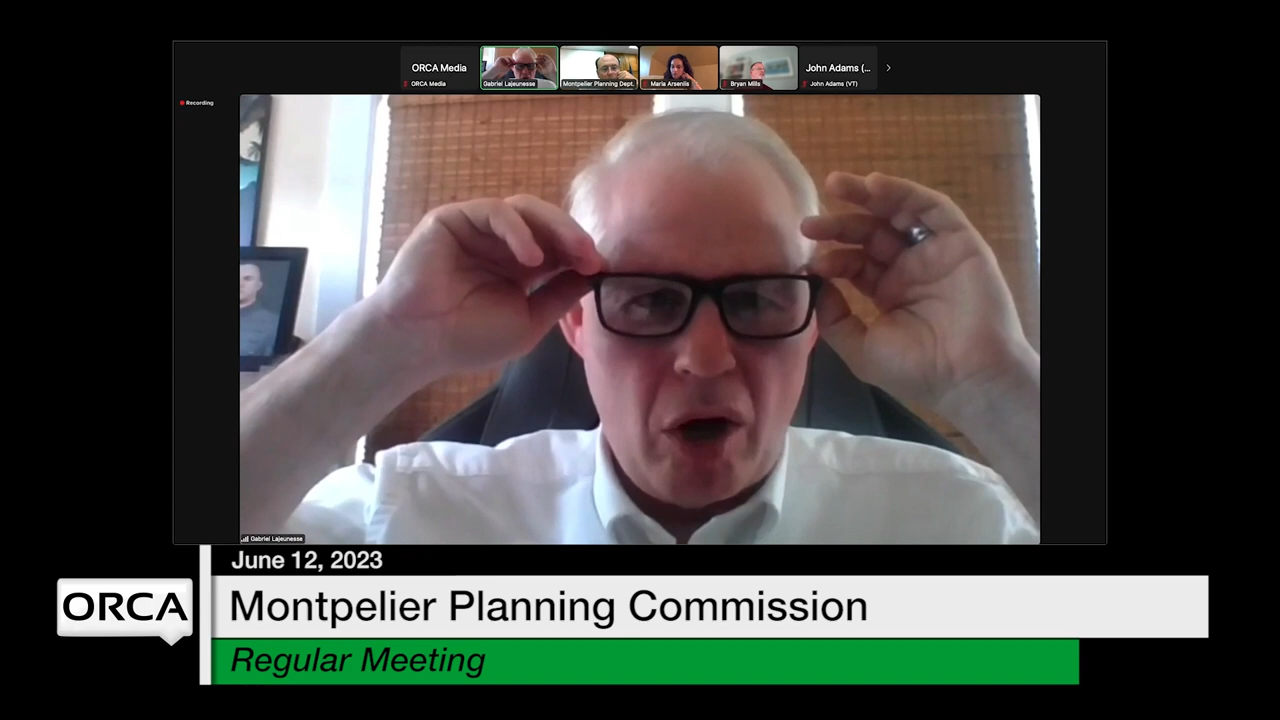 ORCA Media
John Adams (...
ORCA Media
Gabriel Lajeunesse
Montpelier Planning Dept.
Maria Arsenlis
Bryan Mills
John Adams (VT)
Recording
Gabriel Lajeunesse
June 12, 2023
ORCA
Montpelier Planning Commission
Regular Meeting